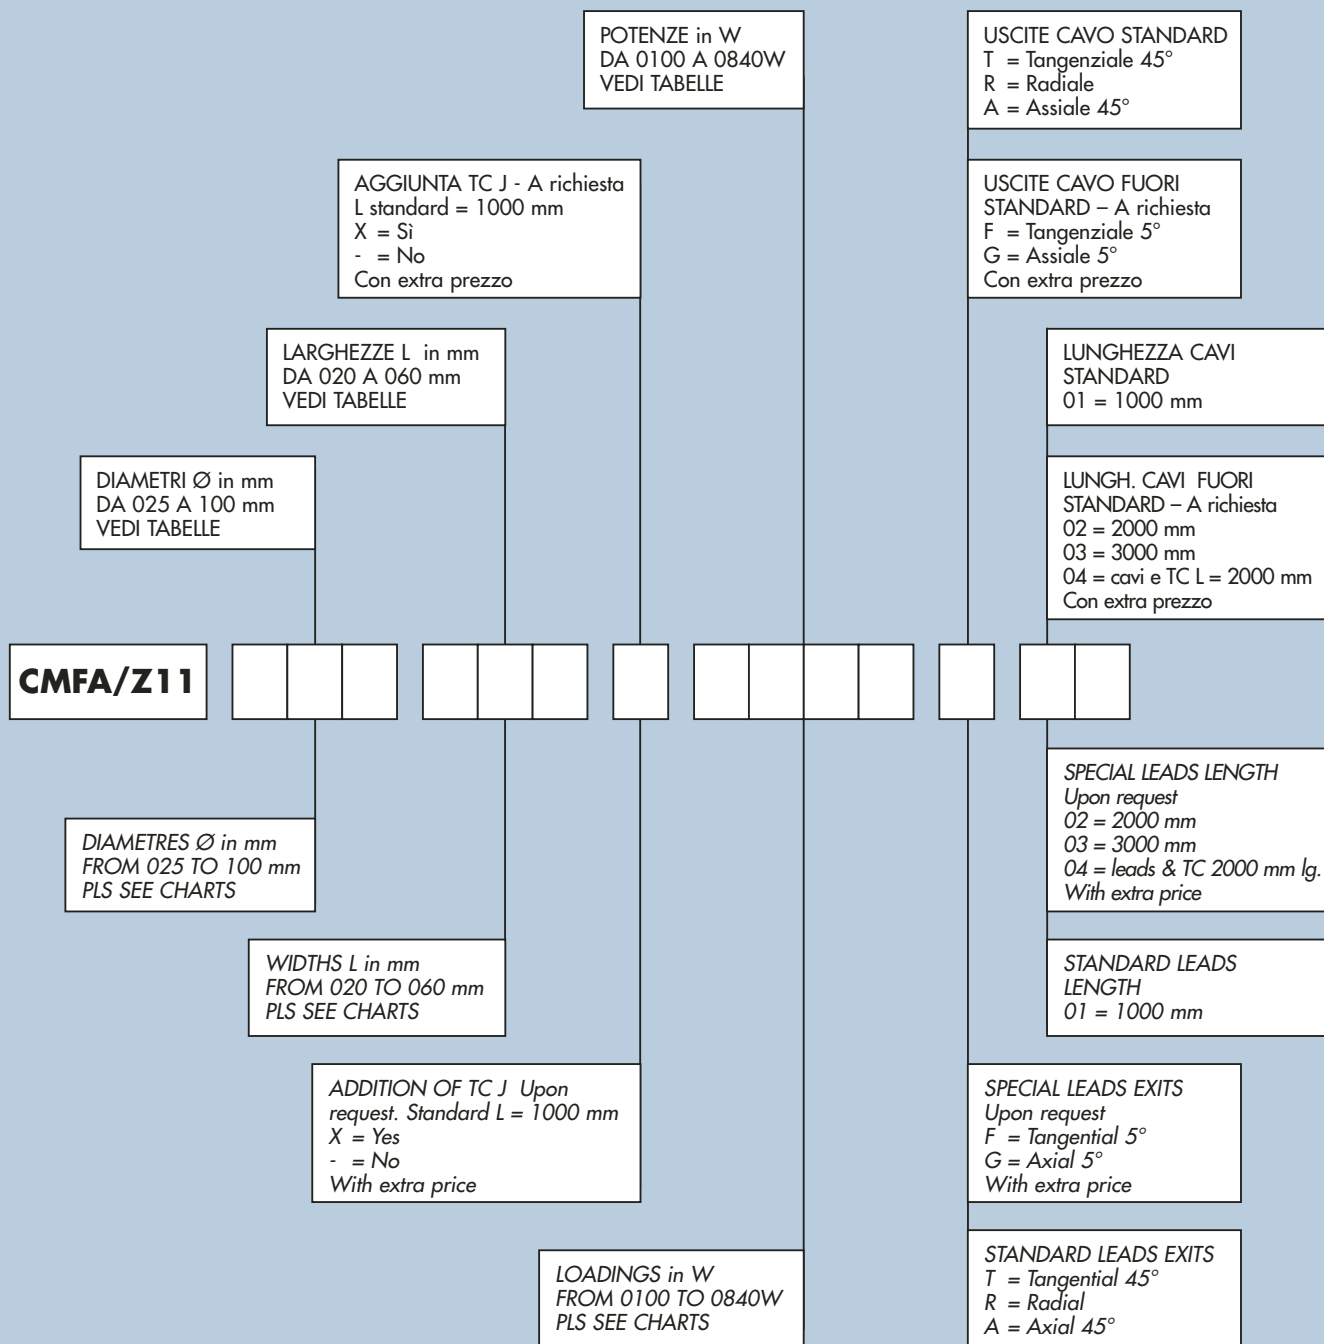 POTENZE in W
DA 0100 A 0840W
VEDI TABELLE
USCITE CAVO STANDARD
T = Tangenziale 45°
R = Radiale
A = Assiale 45°
AGGIUNTA TC J - A richiesta
L standard = 1000 mm
X = Sì
- = No
Con extra prezzo
USCITE CAVO FUORI
STANDARD – A richiesta
F = Tangenziale 5°
G = Assiale 5°
Con extra prezzo
LARGHEZZE L in mm
DA 020 A 060 mm
VEDI TABELLE
LUNGHEZZA CAVI
STANDARD
01 = 1000 mm
DIAMETRI Ø in mm
DA 025 A 100 mm
VEDI TABELLE
LUNGH. CAVI FUORI
STANDARD – A richiesta
02 = 2000 mm
03 = 3000 mm
04 = cavi e TC L = 2000 mm
Con extra prezzo
CMFA/Z11
SPECIAL LEADS LENGTH
Upon request
02 = 2000 mm
03 = 3000 mm
04 = leads & TC 2000 mm lg.
With extra price
DIAMETRES Ø in mm
FROM 025 TO 100 mm
PLS SEE CHARTS
WIDTHS L in mm
FROM 020 TO 060 mm
PLS SEE CHARTS
STANDARD LEADS
LENGTH
01 = 1000 mm
ADDITION OF TC J Upon
request. Standard L = 1000 mm
X = Yes
- = No
With extra price
SPECIAL LEADS EXITS
Upon request
F = Tangential 5°
G = Axial 5°
With extra price
LOADINGS in W
FROM 0100 TO 0840W
PLS SEE CHARTS
STANDARD LEADS EXITS
T = Tangential 45°
R = Radial
A = Axial 45°